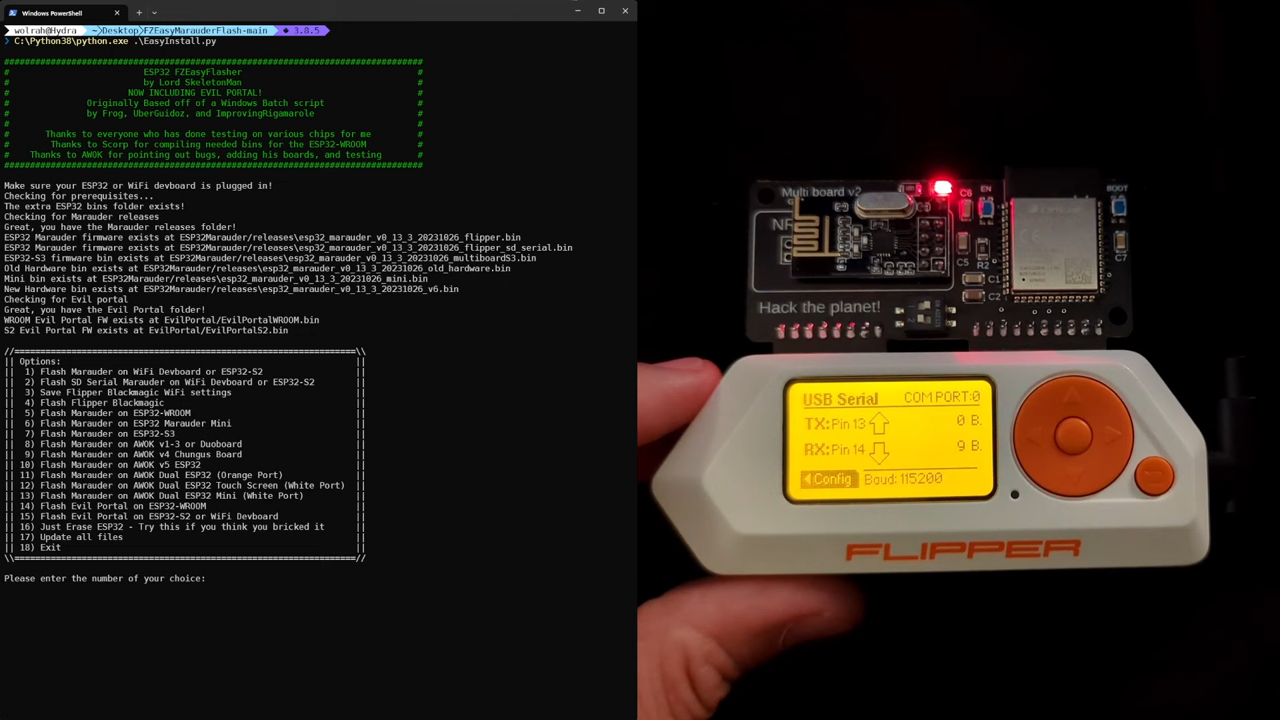 Windows PowerShell
wolrah@Hydra ~>Desktop>FZEasyMarauderFlash-main 3.8.5
> C:\Python38\python.exe .\EasyInstall.py
########################################################################
# ESP32 FZEasyFlasher #
# by Lord SkeletonMan #
# NOW INCLUDING EVIL PORTAL! #
# Originally Based off of a Windows Batch script #
# by Frog, UberGuidoz, and ImprovingRigamarole #
# #
# Thanks to everyone who has done testing on various chips for me #
# Thanks to Scorp for compiling needed bins for the ESP32-WROOM #
# Thanks to AWOK for pointing out bugs, adding his boards, and testing #
########################################################################
Make sure your ESP32 or WiFi devboard is plugged in!
Checking for prerequisites...
The extra ESP32 bins folder exists!
Checking for Marauder releases
Great, you have the Marauder releases folder!
ESP32 Marauder firmware exists at ESP32Marauder/releases\esp32_marauder_v0_13_3_20231026_flipper.bin
ESP32 Marauder firmware exists at ESP32Marauder/releases\esp32_marauder_v0_13_3_20231026_flipper_sd_serial.bin
ESP32-S3 firmware bin exists at ESP32Marauder/releases\esp32_marauder_v0_13_3_20231026_multiboardS3.bin
Old Hardware bin exists at ESP32Marauder/releases\esp32_marauder_v0_13_3_20231026_old_hardware.bin
Mini bin exists at ESP32Marauder/releases\esp32_marauder_v0_13_3_20231026_mini.bin
New Hardware bin exists at ESP32Marauder/releases\esp32_marauder_v0_13_3_20231026_v6.bin
Checking for Evil portal
Great, you have the Evil Portal folder!
WROOM Evil Portal FW exists at EvilPortal/EvilPortalWROOM.bin
S2 Evil Portal FW exists at EvilPortal/EvilPortalS2.bin
//==========================================================\\
|| Options: ||
|| 1) Flash Marauder on WiFi Devboard or ESP32-S2 ||
|| 2) Flash SD Serial Marauder on WiFi Devboard or ESP32-S2 ||
|| 3) Save Flipper Blackmagic WiFi settings ||
|| 4) Flash Flipper Blackmagic ||
|| 5) Flash Marauder on ESP32-WROOM ||
|| 6) Flash Marauder on ESP32 Marauder Mini ||
|| 7) Flash Marauder on ESP32-S3 ||
|| 8) Flash Marauder on AWOK v1-3 or Duoboard ||
|| 9) Flash Marauder on AWOK v4 Chungus Board ||
|| 10) Flash Marauder on AWOK v5 ESP32 ||
|| 11) Flash Marauder on AWOK Dual ESP32 (Orange Port) ||
|| 12) Flash Marauder on AWOK Dual ESP32 Touch Screen (White Port) ||
|| 13) Flash Marauder on AWOK Dual ESP32 Mini (White Port) ||
|| 14) Flash Evil Portal on ESP32-WROOM ||
|| 15) Flash Evil Portal on ESP32-S2 or WiFi Devboard ||
|| 16) Just Erase ESP32 - Try this if you think you bricked it ||
|| 17) Update all files ||
|| 18) Exit ||
\\==========================================================//
Please enter the number of your choice:
Multi board v2
C6
EN
BOOT
C5
R2
C7
C1
C2
Hack the planet!
USB Serial COM PORT:0
TX:Pin 13 0 B.
RX:Pin 14 9 B.
Config Baud: 115200
FLIPPER